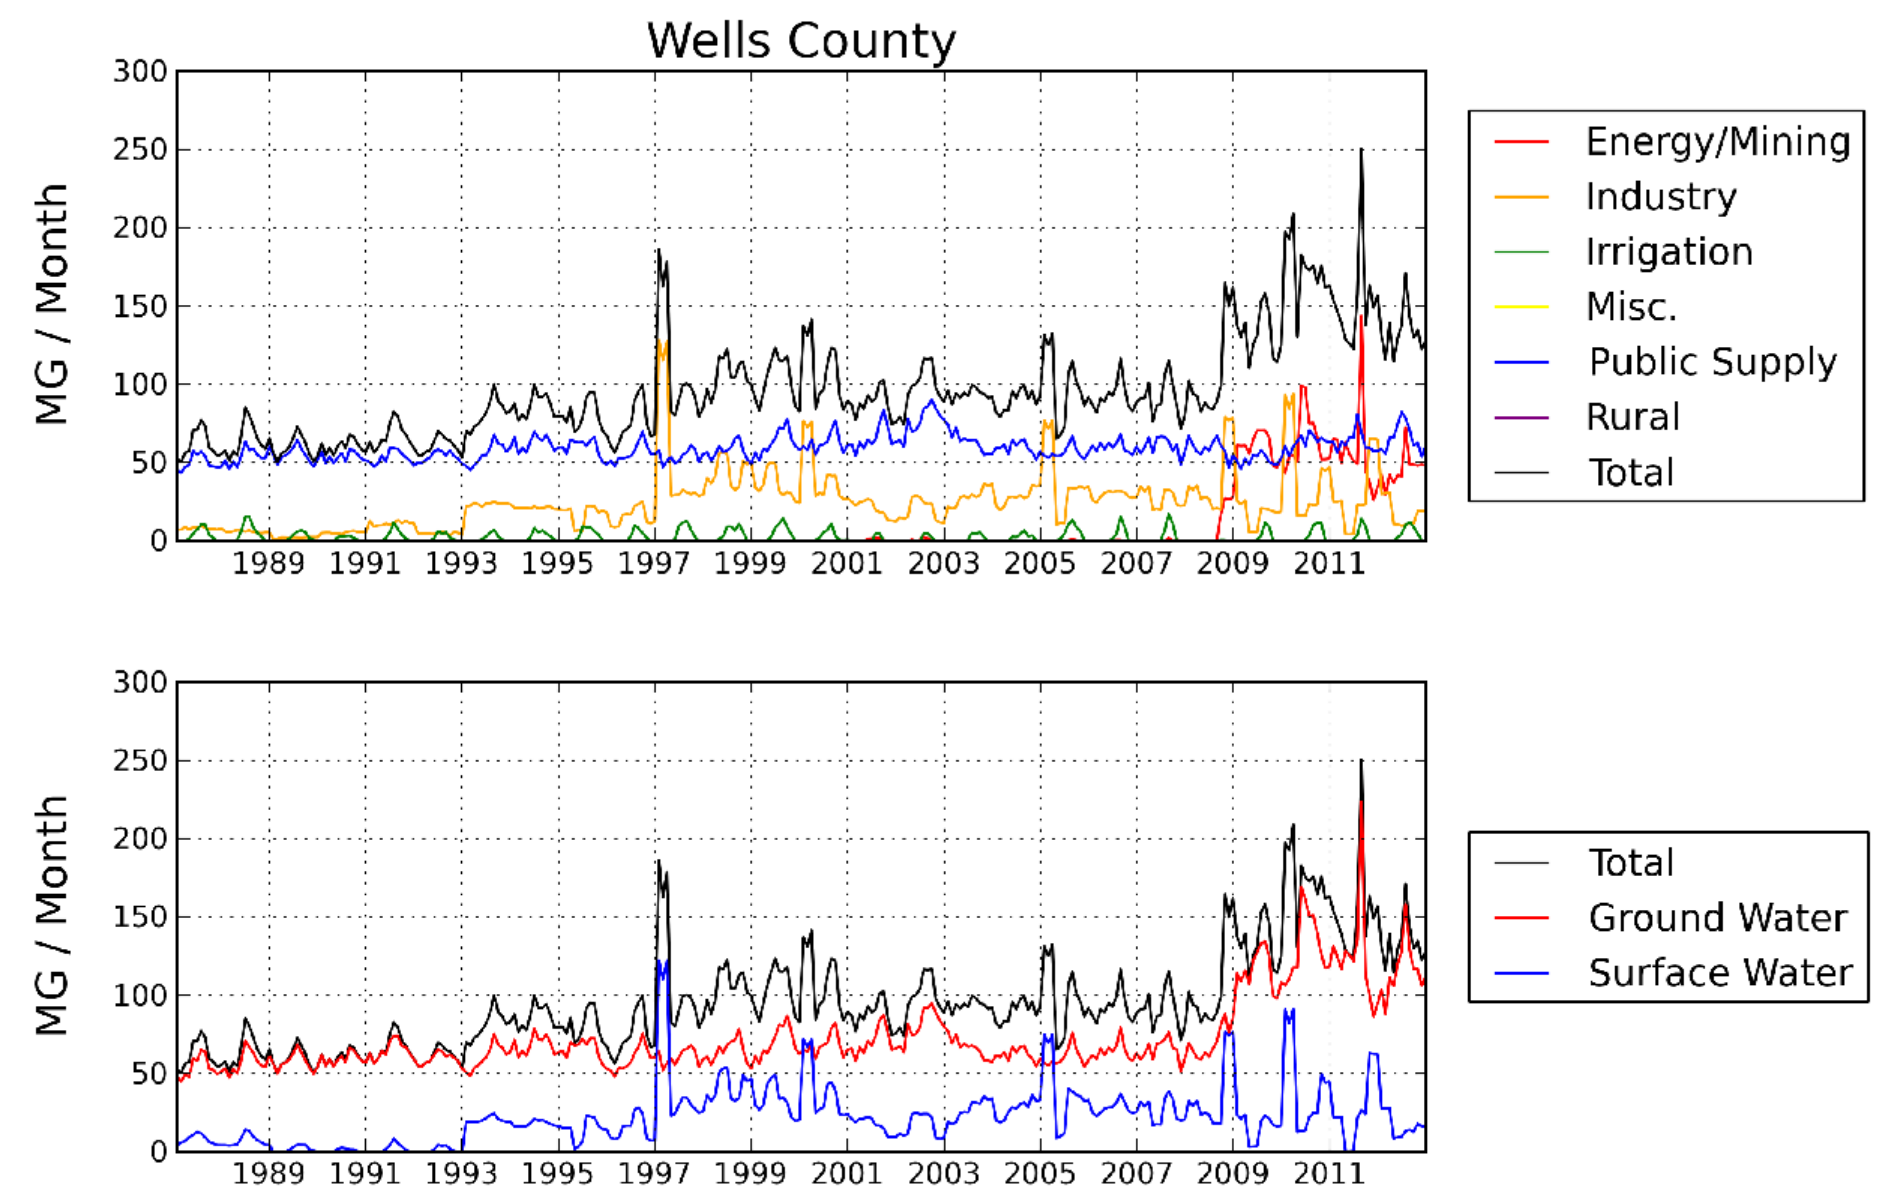 Wells County
300
250
200
150
100
50
0
MG / Month
1989 1991 1993 1995 1997 1999 2001 2003 2005 2007 2009 2011
Energy/Mining
Industry
Irrigation
Misc.
Public Supply
Rural
Total
300
250
200
150
100
50
0
MG / Month
1989 1991 1993 1995 1997 1999 2001 2003 2005 2007 2009 2011
Total
Ground Water
Surface Water